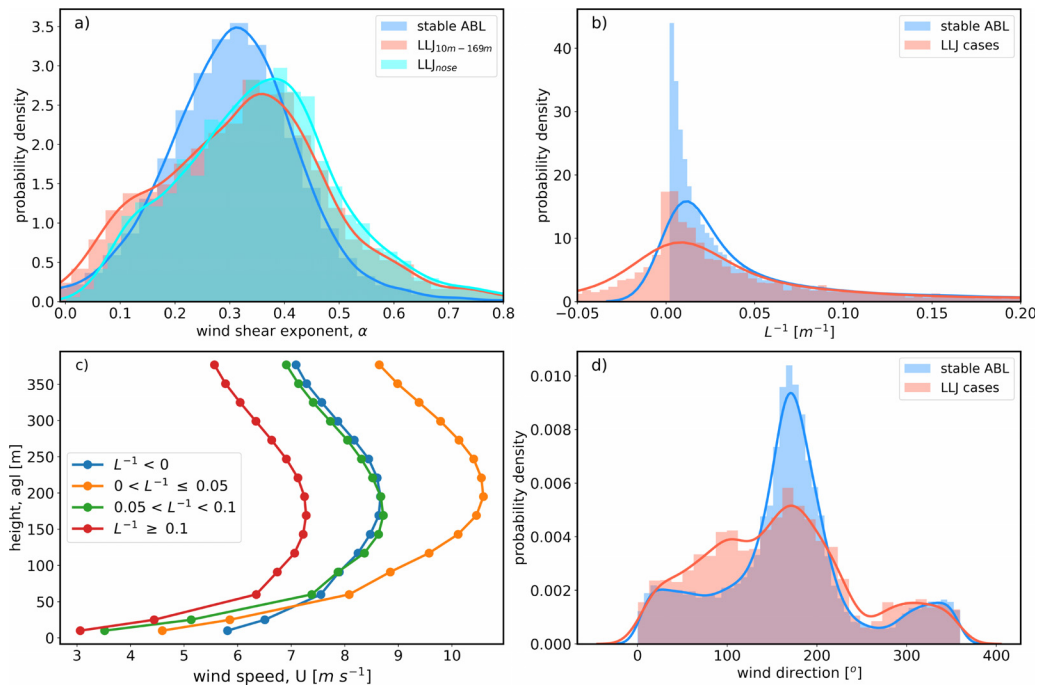 a)
stable ABL
LLJ10m−169m
LLJnose
probability density
3.5
3.0
2.5
2.0
1.5
1.0
0.5
0.0
0.0 0.1 0.2 0.3 0.4 0.5 0.6 0.7 0.8
wind shear exponent, α
b)
stable ABL
LLJ cases
probability density
40
30
20
10
0
−0.05 0.00 0.05 0.10 0.15 0.20
L⁻¹ [m⁻¹]
c)
height, agl [m]
350
300
250
200
150
100
50
0
L⁻¹ < 0
0 < L⁻¹ ≤ 0.05
0.05 < L⁻¹ < 0.1
L⁻¹ ≥ 0.1
3 4 5 6 7 8 9 10
wind speed, U [m s⁻¹]
d)
stable ABL
LLJ cases
probability density
0.010
0.008
0.006
0.004
0.002
0.000
0 100 200 300 400
wind direction [°]